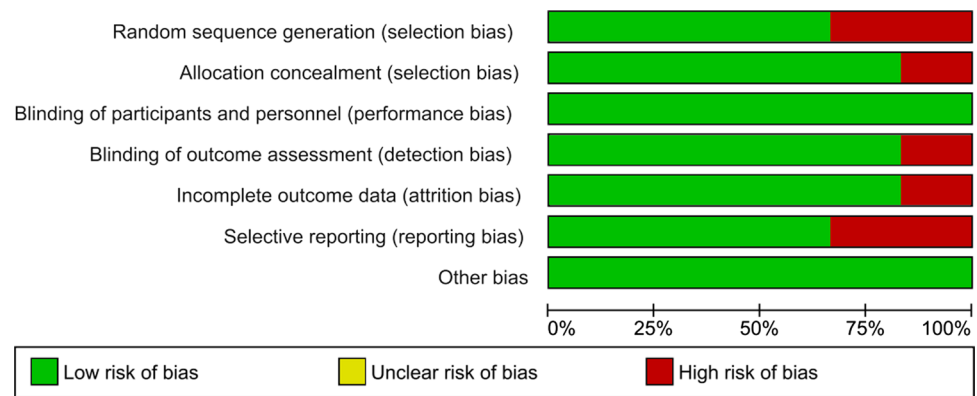 Random sequence generation (selection bias)
Allocation concealment (selection bias)
Blinding of participants and personnel (performance bias)
Blinding of outcome assessment (detection bias)
Incomplete outcome data (attrition bias)
Selective reporting (reporting bias)
Other bias
0% 25% 50% 75% 100%
Low risk of bias Unclear risk of bias High risk of bias